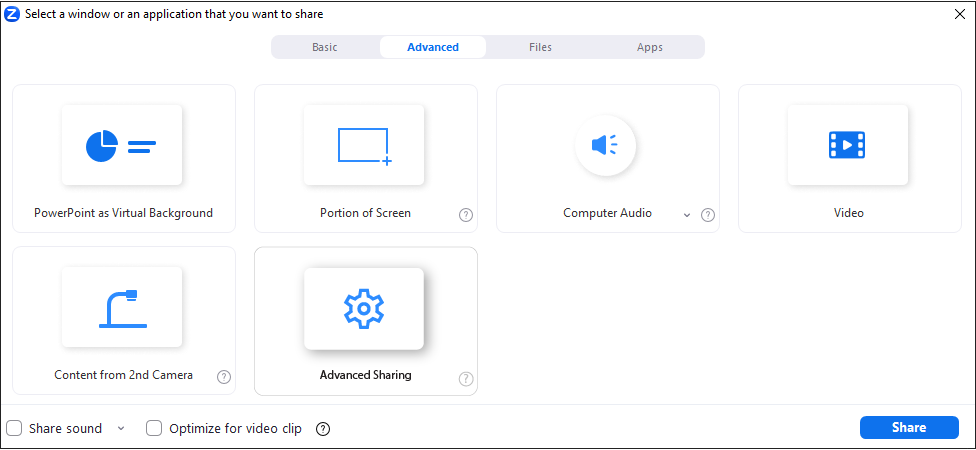 Select a window or an application that you want to share
Basic Advanced Files Apps
PowerPoint as Virtual Background
Portion of Screen ?
Computer Audio ?
Video
Content from 2nd Camera ?
Advanced Sharing ?
Share sound
Optimize for video clip ?
Share